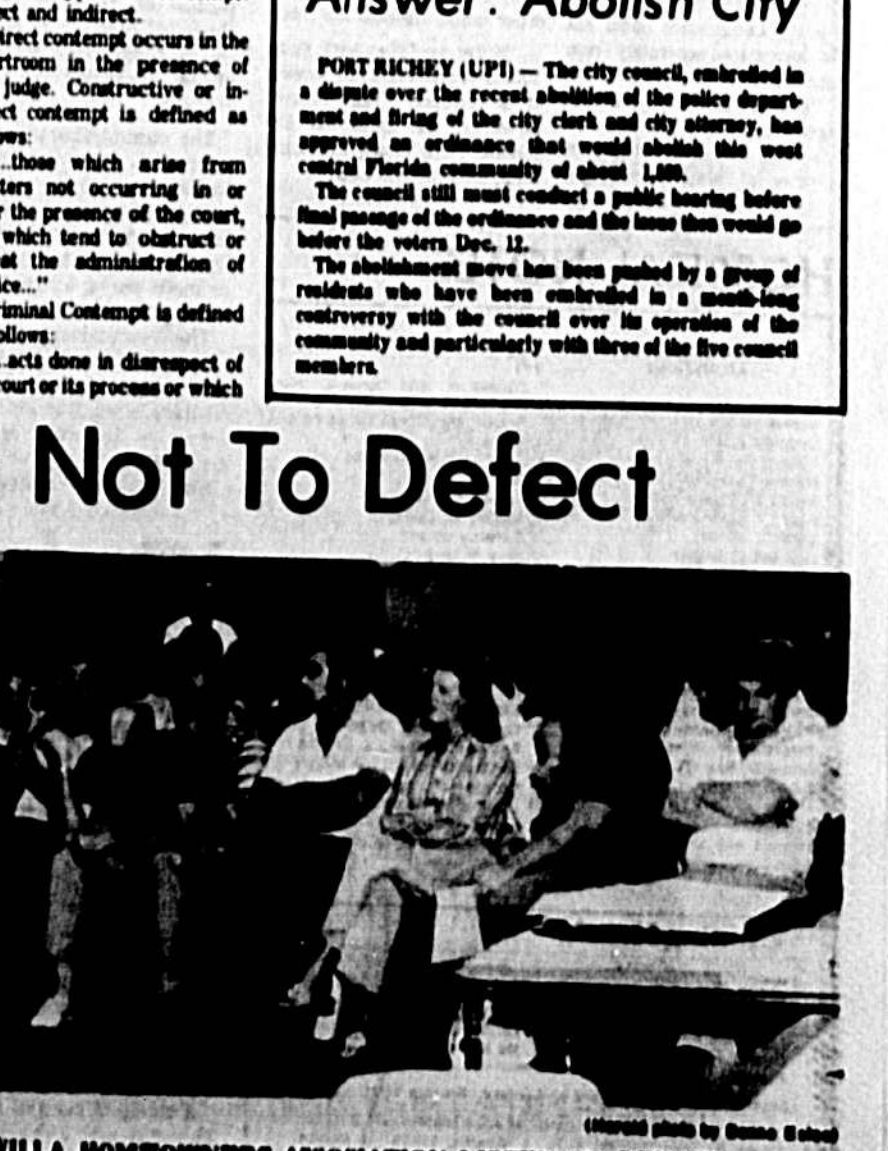 ect and indirect.
irect contempt occurs in the
rtroom in the presence of
judge. Constructive or in-
ect contempt is defined as
ows:
...those which arise from
ters not occurring in or
r the presence of the court,
which tend to obstruct or
at the administration of
ice..."
riminal Contempt is defined
ollows:
..acts done in disrespect of
court or its process or which
Answer: Abolish City
PORT RICHEY (UPI) — The city council, embroiled in
a dispute over the recent abolition of the police depart-
ment and firing of the city clerk and city attorney, has
approved an ordinance that would abolish this west
central Florida community of about
The council still must conduct a public hearing before
final passage of the ordinance and the issue then would go
before the voters Dec. 12.
The abolishment move has been pushed by a group of
residents who have been embroiled in a month-long
controversy with the council over its operation of the
community and particularly with three of the five council
members.
Not To Defect
(Herald photo by